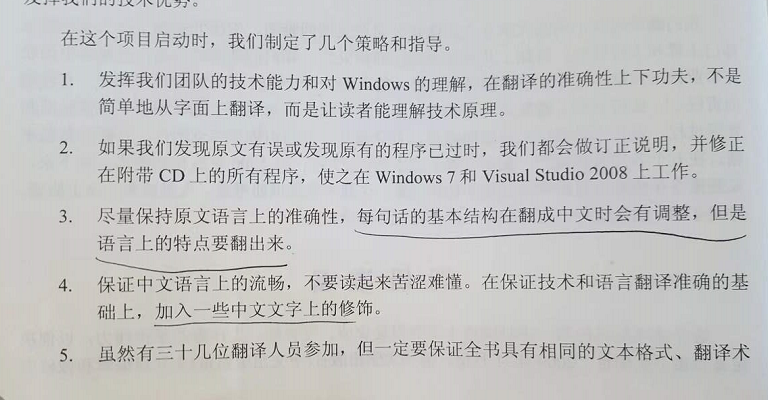 发挥我们的技术优势。
在这个项目启动时，我们制定了几个策略和指导。
1. 发挥我们团队的技术能力和对 Windows 的理解，在翻译的准确性上下功夫，不是
简单地从字面上翻译，而是让读者能理解技术原理。
2. 如果我们发现原文有误或发现原有的程序已过时，我们都会做订正说明，并修正
在附带 CD 上的所有程序，使之在 Windows 7 和 Visual Studio 2008 上工作。
3. 尽量保持原文语言上的准确性，每句话的基本结构在翻成中文时会有调整，但是
语言上的特点要翻出来。
4. 保证中文语言上的流畅，不要读起来苦涩难懂。在保证技术和语言翻译准确的基
础上，加入一些中文文字上的修饰。
5. 虽然有三十几位翻译人员参加，但一定要保证全书具有相同的文本格式、翻译术